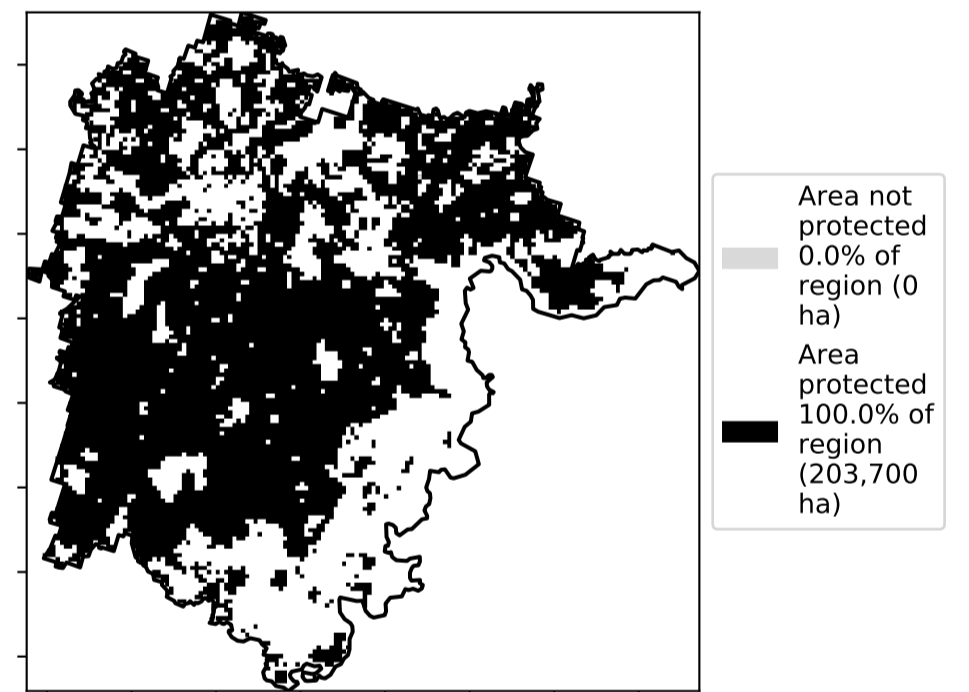 Area not
protected
0.0% of
region (0
ha)
Area
protected
100.0% of
region
(203,700
ha)